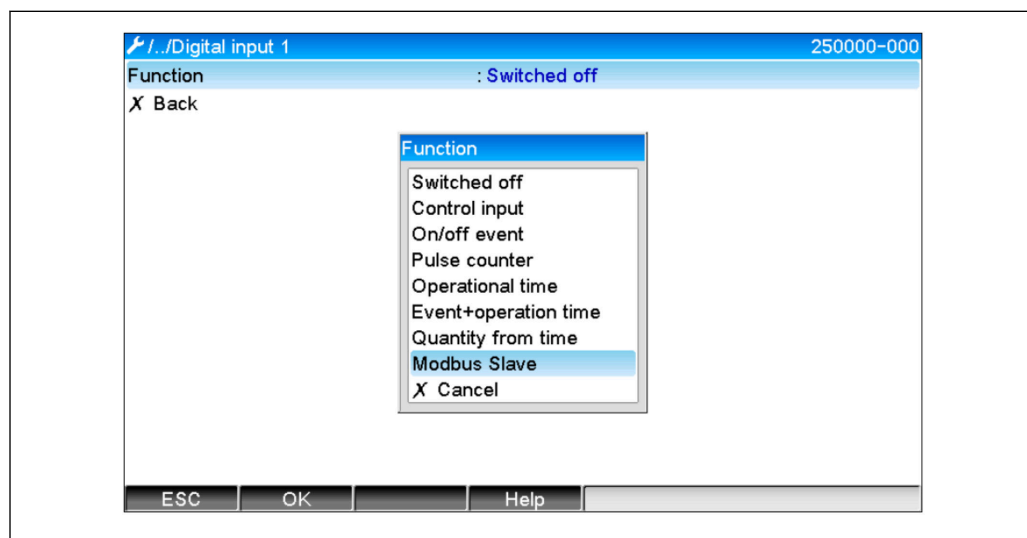 /../Digital input 1 250000-000
Function : Switched off
X Back
Function
Switched off
Control input
On/off event
Pulse counter
Operational time
Event+operation time
Quantity from time
Modbus Slave
X Cancel
ESC OK Help